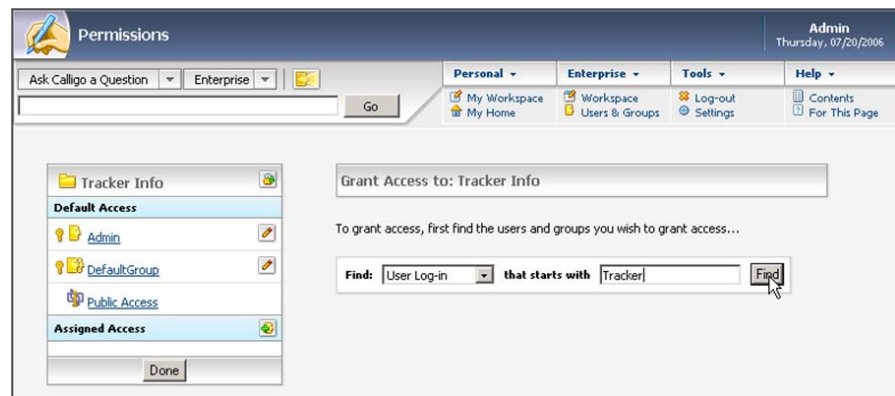 Permissions
Admin
Thursday, 07/20/2006
Ask Calligo a Question
Enterprise
Go
Personal
Enterprise
Tools
Help
My Workspace
Workspace
Log-out
Contents
My Home
Users & Groups
Settings
For This Page
Tracker Info
Default Access
Admin
DefaultGroup
Public Access
Assigned Access
Done
Grant Access to: Tracker Info
To grant access, first find the users and groups you wish to grant access...
Find: User Log-in that starts with Tracker Find